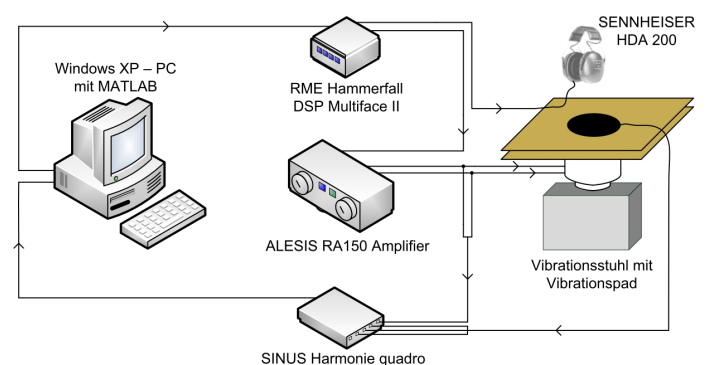 SENNHEISER
HDA 200
Windows XP – PC
mit MATLAB
RME Hammerfall
DSP Multiface II
ALESIS RA150 Amplifier
Vibrationsstuhl mit
Vibrationspad
SINUS Harmonie quadro